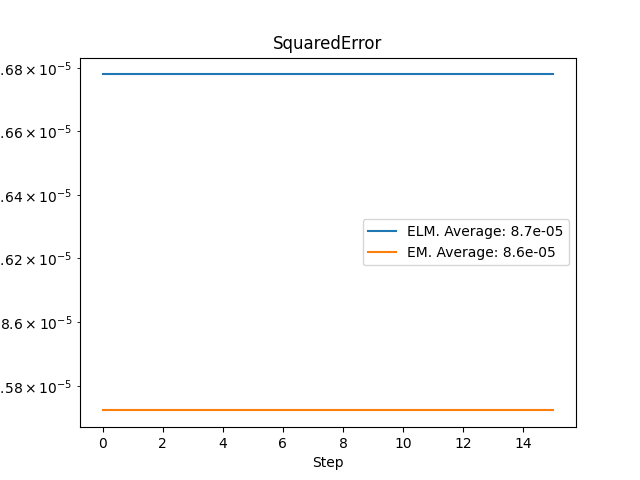 SquaredError
.68 × 10⁻⁵
.66 × 10⁻⁵
.64 × 10⁻⁵
.62 × 10⁻⁵
8.6 × 10⁻⁵
.58 × 10⁻⁵
ELM. Average: 8.7e-05
EM. Average: 8.6e-05
0 2 4 6 8 10 12 14
Step